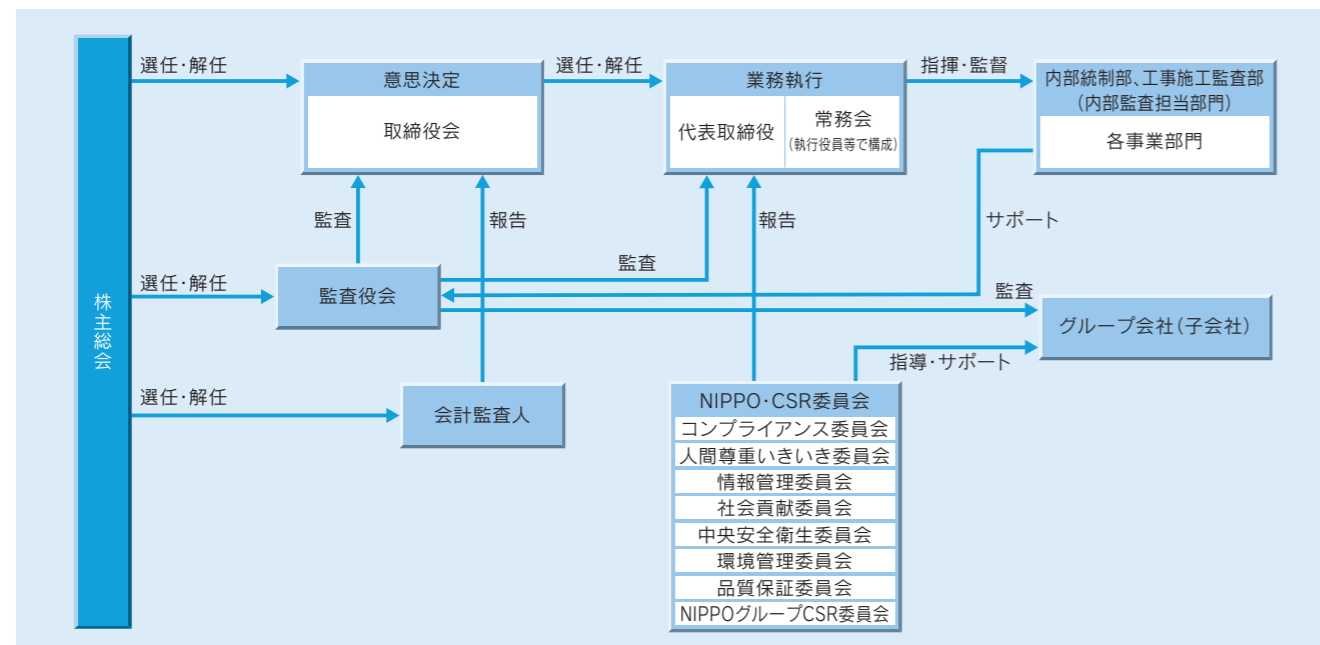 株主総会
選任・解任
意思決定
取締役会
選任・解任
業務執行
代表取締役
常務会
(執行役員等で構成)
指揮・監督
内部統制部、工事施工監査部
(内部監査担当部門)
各事業部門
監査
報告
監査
報告
サポート
選任・解任
監査役会
監査
グループ会社(子会社)
指導・サポート
選任・解任
会計監査人
NIPPO・CSR委員会
コンプライアンス委員会
人間尊重いきいき委員会
情報管理委員会
社会貢献委員会
中央安全衛生委員会
環境管理委員会
品質保証委員会
NIPPOグループCSR委員会